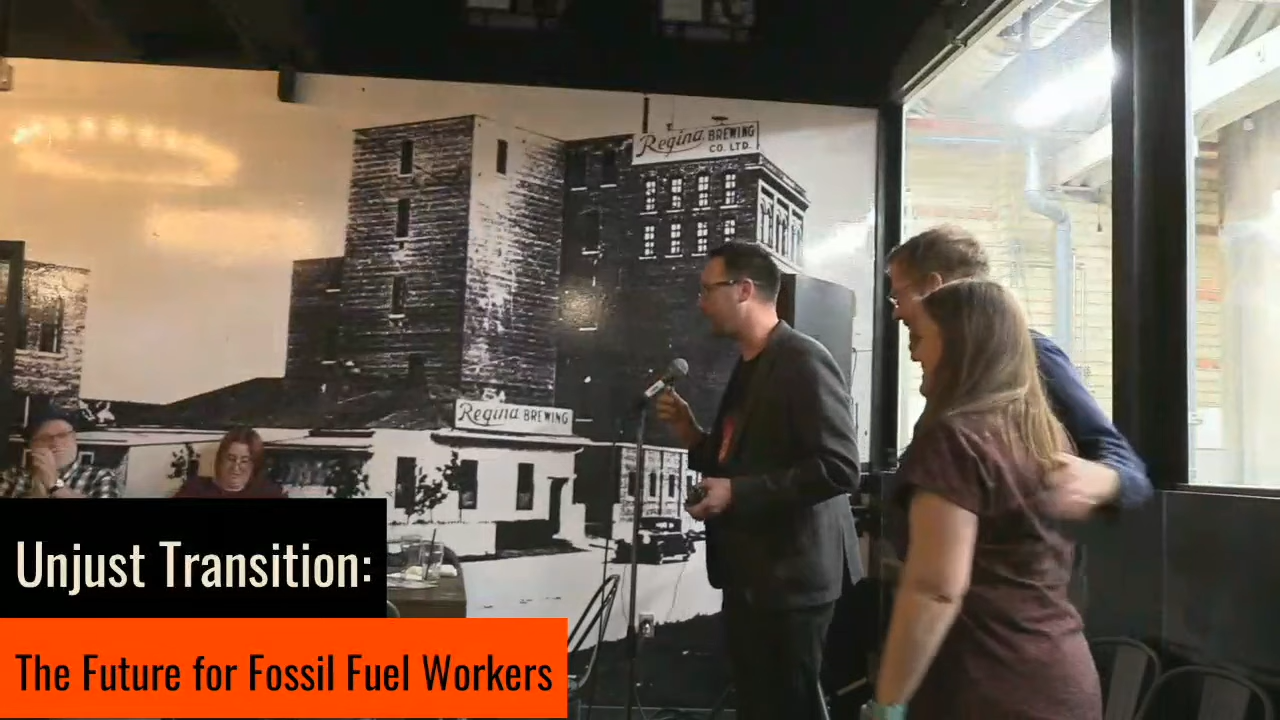 Regina BREWING
CO. LTD.
Regina BREWING
Unjust Transition:
The Future for Fossil Fuel Workers